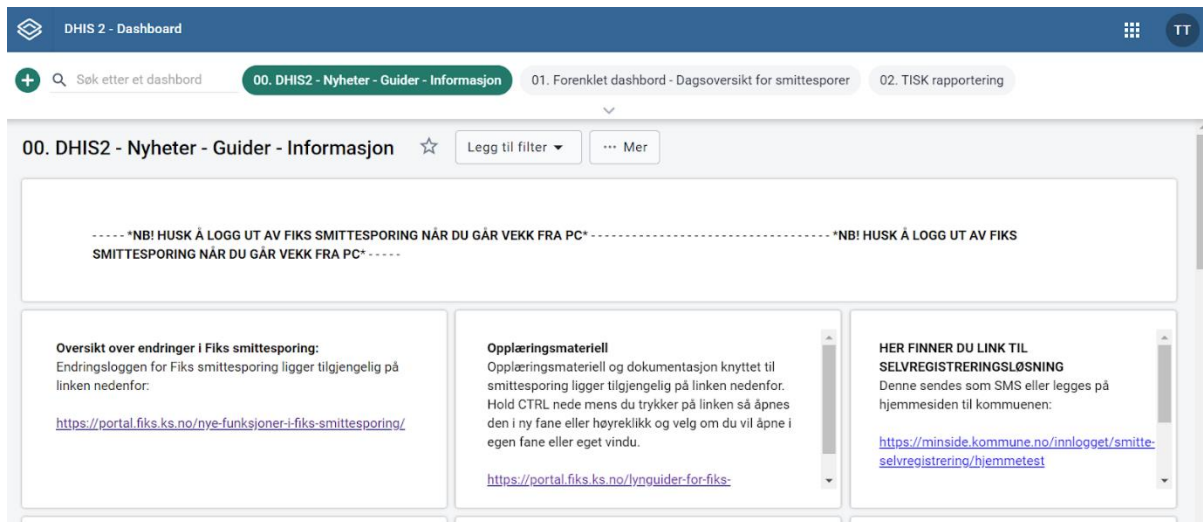 DHIS 2 - Dashboard
TT
Søk etter et dashbord
00. DHIS2 - Nyheter - Guider - Informasjon
01. Forenklet dashbord - Dagsoversikt for smittesporer
02. TISK rapportering
00. DHIS2 - Nyheter - Guider - Informasjon
Legg til filter
··· Mer
- - - - - *NB! HUSK Å LOGG UT AV FIKS SMITTESPORING NÅR DU GÅR VEKK FRA PC* - - - - - - - - - - - - - - - - - - - - - - - - - - - - - - - - - - - *NB! HUSK Å LOGG UT AV FIKS
SMITTESPORING NÅR DU GÅR VEKK FRA PC* - - - - -
Oversikt over endringer i Fiks smittesporing:
Endringsloggen for Fiks smittesporing ligger tilgjengelig på
linken nedenfor:
https://portal.fiks.ks.no/nye-funksjoner-i-fiks-smittesporing/
Opplæringsmateriell
Opplæringsmateriell og dokumentasjon knyttet til
smittesporing ligger tilgjengelig på linken nedenfor.
Hold CTRL nede mens du trykker på linken så åpnes
den i ny fane eller høyreklikk og velg om du vil åpne i
egen fane eller eget vindu.
https://portal.fiks.ks.no/lynguider-for-fiks-
HER FINNER DU LINK TIL
SELVREGISTRERINGSLØSNING
Denne sendes som SMS eller legges på
hjemmesiden til kommuenen:
https://minside.kommune.no/innlogget/smitte-
selvregistrering/hjemmetest